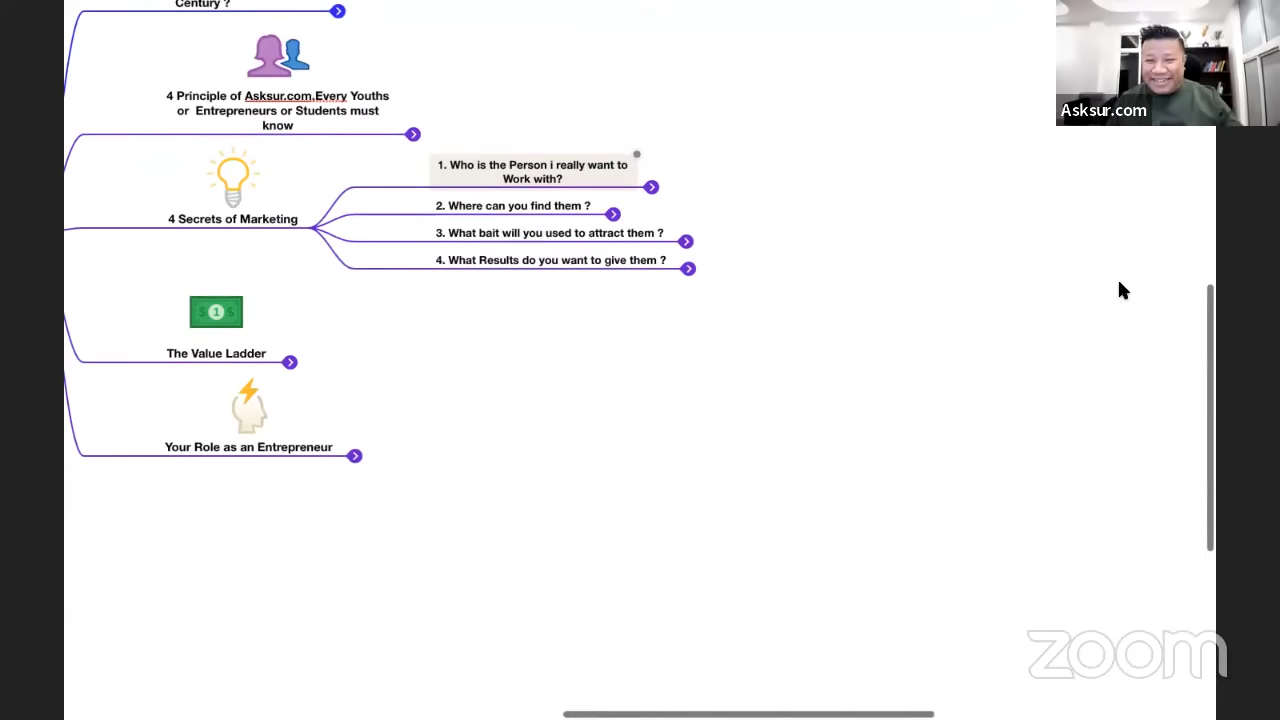 Century ?
4 Principle of Asksur.com.Every Youths
or Entrepreneurs or Students must
know
4 Secrets of Marketing
1. Who is the Person i really want to
Work with?
2. Where can you find them ?
3. What bait will you used to attract them ?
4. What Results do you want to give them ?
$ 1 $
The Value Ladder
Your Role as an Entrepreneur
Asksur.com
zoom